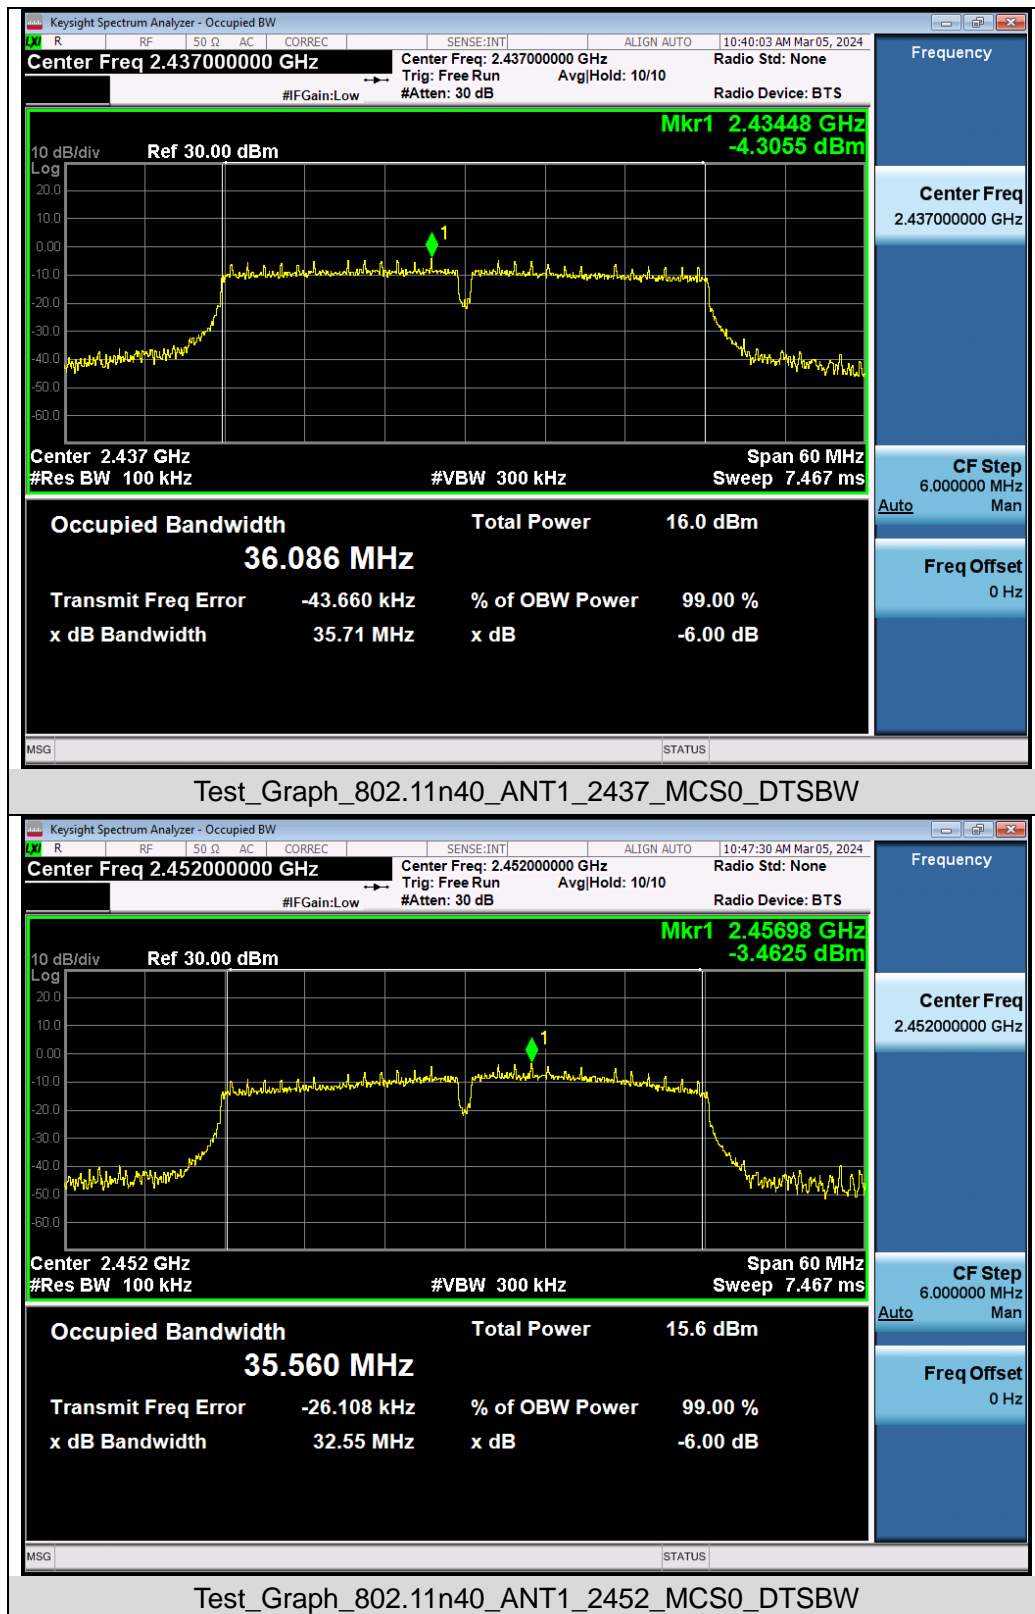 Keysight Spectrum Analyzer - Occupied BW
LXI R RF 50 Ω AC CORREC SENSE:INT ALIGN AUTO 10:40:03 AM Mar 05, 2024
Center Freq 2.437000000 GHz
Center Freq: 2.437000000 GHz
Radio Std: None
Trig: Free Run Avg|Hold: 10/10
#IFGain:Low
#Atten: 30 dB
Radio Device: BTS
Frequency
Mkr1 2.43448 GHz
-4.3055 dBm
10 dB/div Ref 30.00 dBm
Log
20.0
10.0
0.00
-10.0
-20.0
-30.0
-40.0
-50.0
-60.0
1
Center 2.437 GHz
Span 60 MHz
#Res BW 100 kHz
#VBW 300 kHz
Sweep 7.467 ms
Center Freq
2.437000000 GHz
CF Step
6.000000 MHz
Auto Man
Freq Offset
0 Hz
Occupied Bandwidth
Total Power 16.0 dBm
36.086 MHz
Transmit Freq Error -43.660 kHz
% of OBW Power 99.00 %
x dB Bandwidth 35.71 MHz
x dB -6.00 dB
MSG
STATUS
Test_Graph_802.11n40_ANT1_2437_MCS0_DTSBW
Keysight Spectrum Analyzer - Occupied BW
LXI R RF 50 Ω AC CORREC SENSE:INT ALIGN AUTO 10:47:30 AM Mar 05, 2024
Center Freq 2.452000000 GHz
Center Freq: 2.452000000 GHz
Radio Std: None
Trig: Free Run Avg|Hold: 10/10
#IFGain:Low
#Atten: 30 dB
Radio Device: BTS
Frequency
Mkr1 2.45698 GHz
-3.4625 dBm
10 dB/div Ref 30.00 dBm
Log
20.0
10.0
0.00
-10.0
-20.0
-30.0
-40.0
-50.0
-60.0
1
Center 2.452 GHz
Span 60 MHz
#Res BW 100 kHz
#VBW 300 kHz
Sweep 7.467 ms
Center Freq
2.452000000 GHz
CF Step
6.000000 MHz
Auto Man
Freq Offset
0 Hz
Occupied Bandwidth
Total Power 15.6 dBm
35.560 MHz
Transmit Freq Error -26.108 kHz
% of OBW Power 99.00 %
x dB Bandwidth 32.55 MHz
x dB -6.00 dB
MSG
STATUS
Test_Graph_802.11n40_ANT1_2452_MCS0_DTSBW